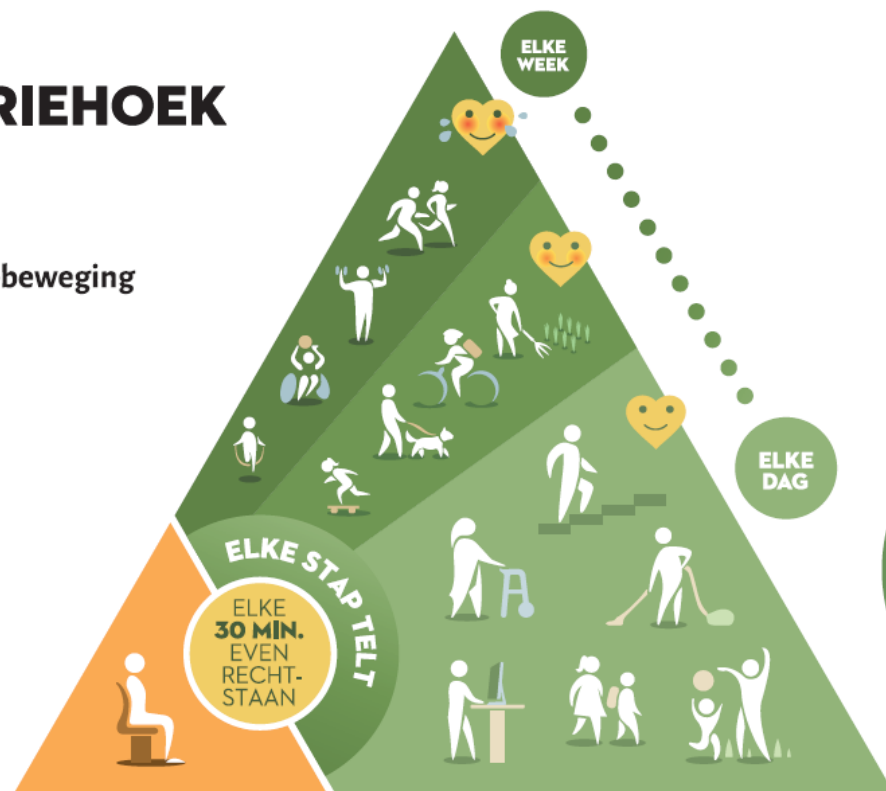 RIEHOEK
beweging
ELKE
WEEK
ELKE
DAG
ELKE STAP TELT
ELKE
30 MIN.
EVEN
RECHT-
STAAN